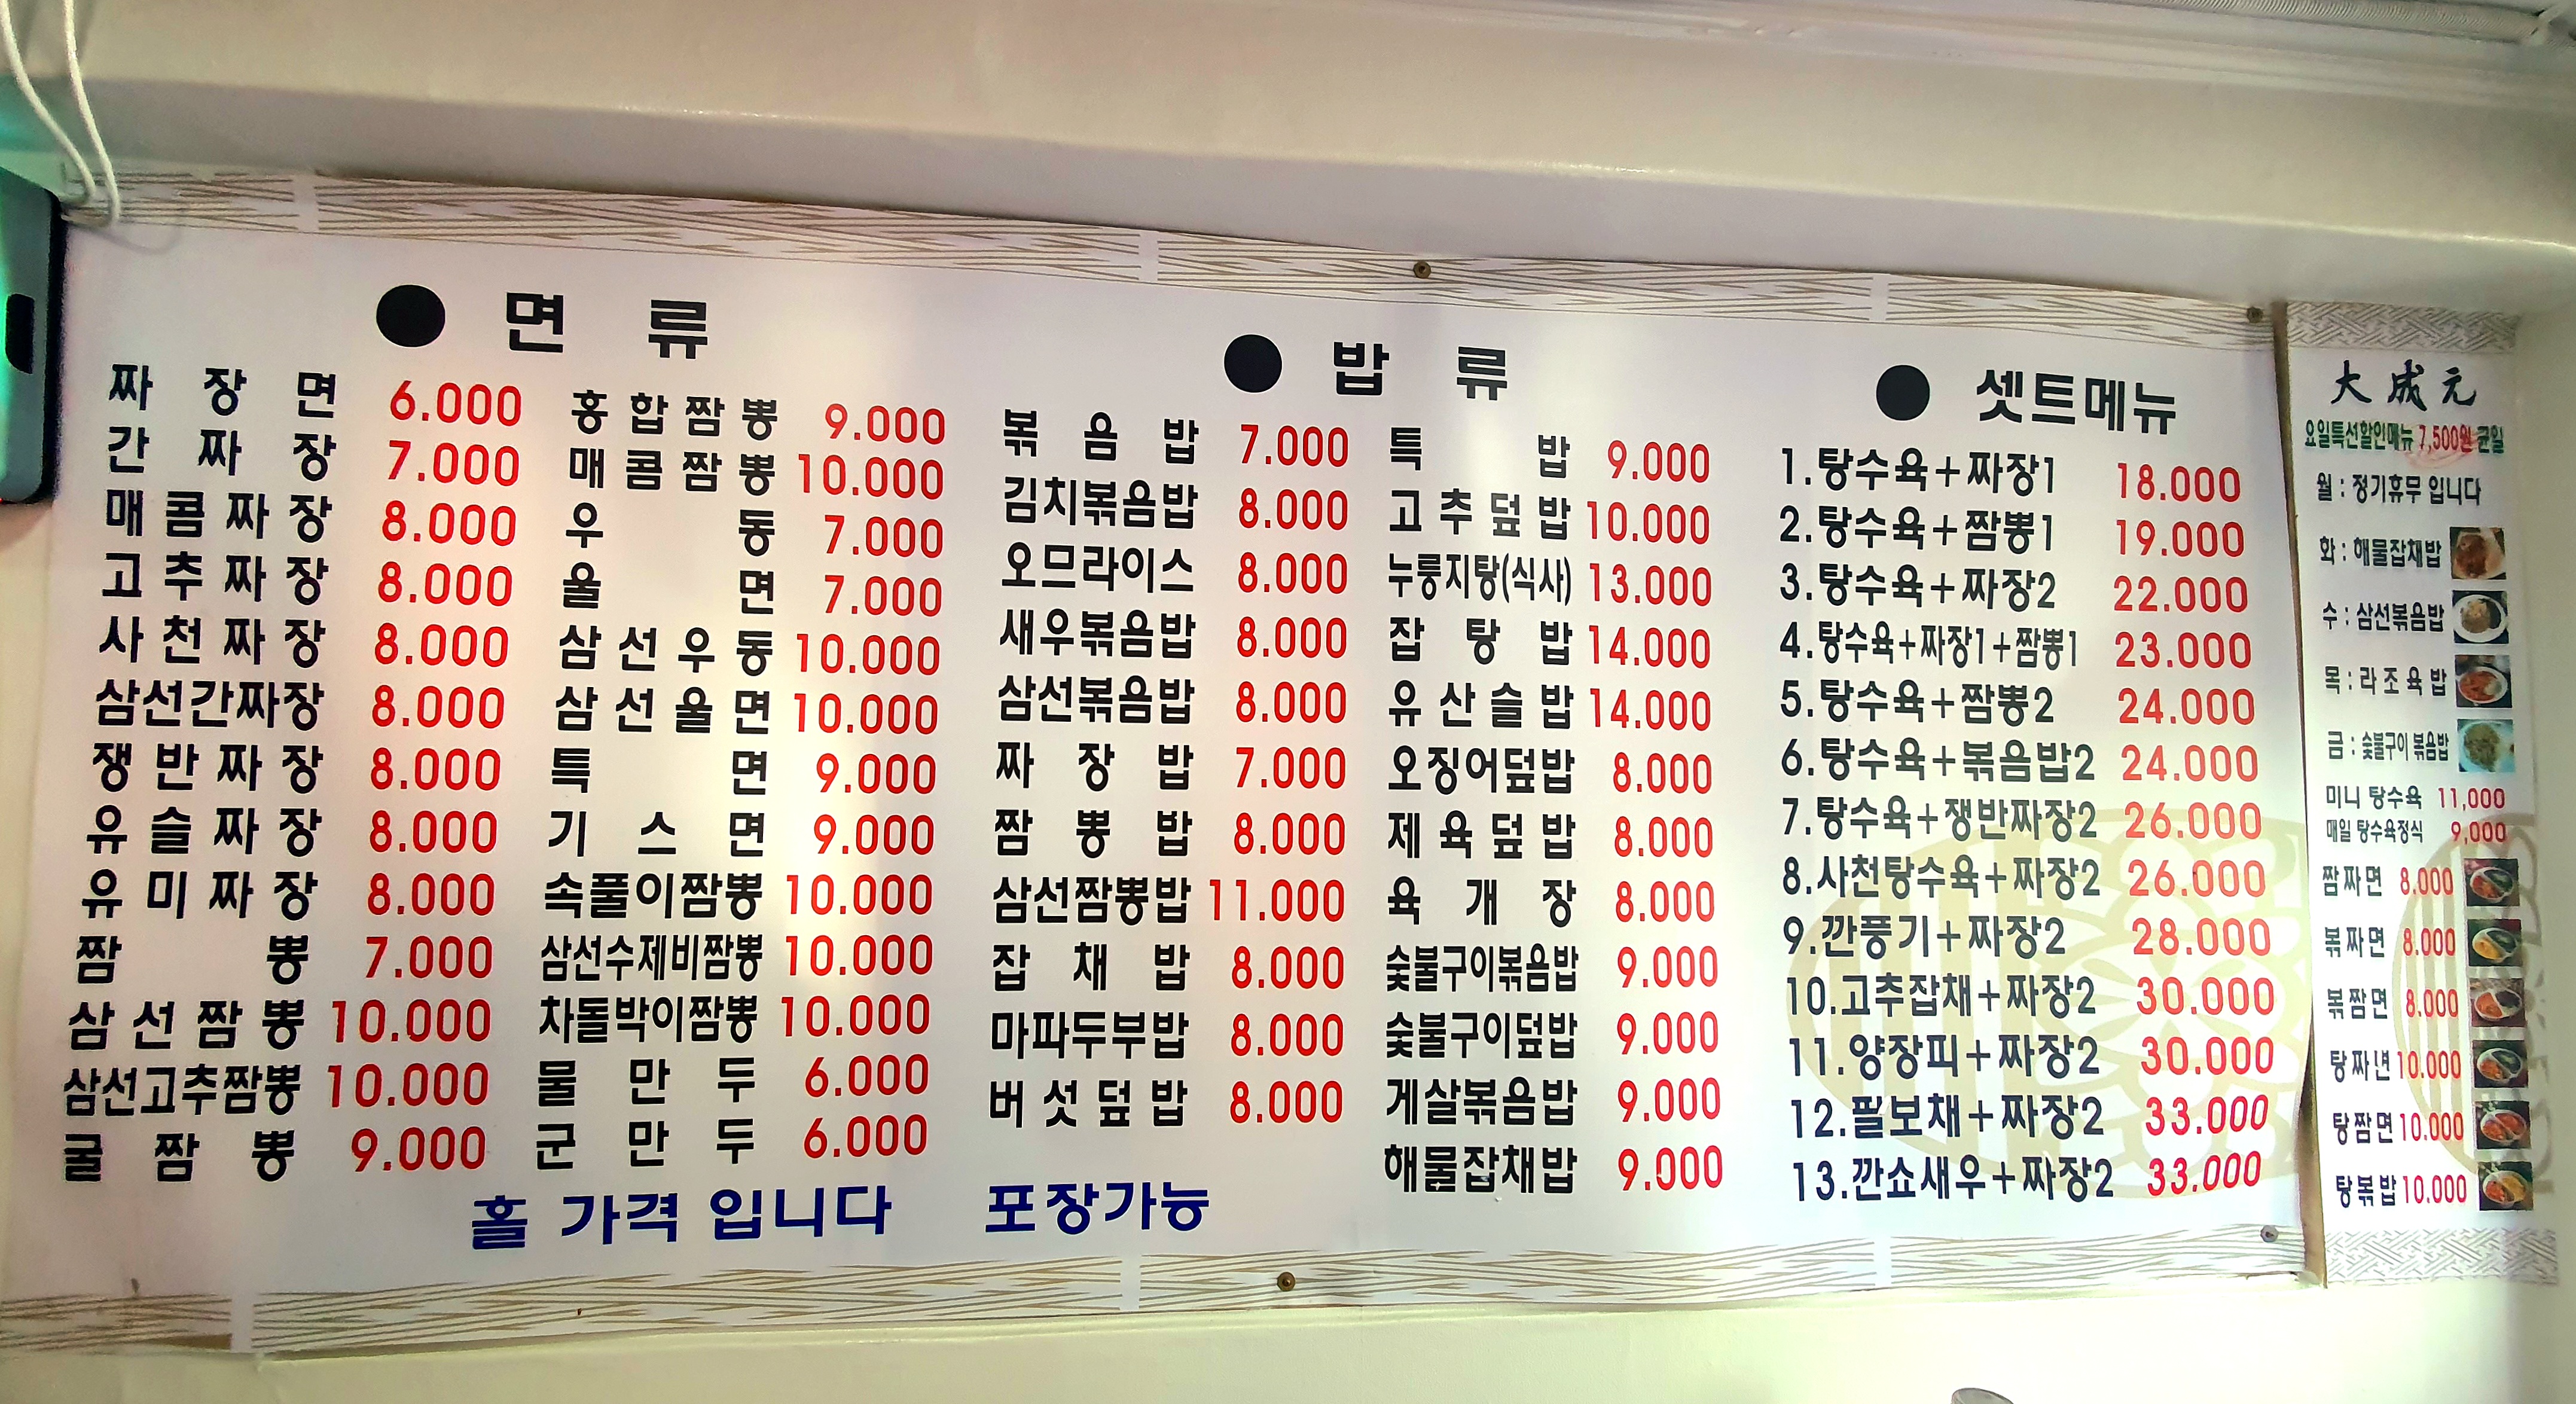 ● 면 류
짜 장 면 6.000
간 짜 장 7.000
매 콤 짜 장 8.000
고 추 짜 장 8.000
사 천 짜 장 8.000
삼선간짜장 8.000
쟁 반 짜 장 8.000
유 슬 짜 장 8.000
유 미 짜 장 8.000
짬 뽕 7.000
삼 선 짬 뽕 10.000
삼선고추짬뽕 10.000
굴 짬 뽕 9.000
홍 합 짬 뽕 9.000
매 콤 짬 뽕 10.000
우 동 7.000
울 면 7.000
삼 선 우 동 10.000
삼 선 울 면 10.000
특 면 9.000
기 스 면 9.000
속풀이짬뽕 10.000
삼선수제비짬뽕 10.000
차돌박이짬뽕 10.000
물 만 두 6.000
군 만 두 6.000
● 밥 류
볶 음 밥 7.000
김치볶음밥 8.000
오므라이스 8.000
새우볶음밥 8.000
삼선볶음밥 8.000
짜 장 밥 7.000
짬 뽕 밥 8.000
삼선짬뽕밥 11.000
잡 채 밥 8.000
마파두부밥 8.000
버 섯 덮 밥 8.000
특 밥 9.000
고 추 덮 밥 10.000
누룽지탕(식사) 13.000
잡 탕 밥 14.000
유 산 슬 밥 14.000
오징어덮밥 8.000
제 육 덮 밥 8.000
육 개 장 8.000
숯불구이볶음밥 9.000
숯불구이덮밥 9.000
게살볶음밥 9.000
해물잡채밥 9.000
● 셋트메뉴
1.탕수육+짜장1 18.000
2.탕수육+짬뽕1 19.000
3.탕수육+짜장2 22.000
4.탕수육+짜장1+짬뽕1 23.000
5.탕수육+짬뽕2 24.000
6.탕수육+볶음밥2 24.000
7.탕수육+쟁반짜장2 26.000
8.사천탕수육+짜장2 26.000
9.깐풍기+짜장2 28.000
10.고추잡채+짜장2 30.000
11.양장피+짜장2 30.000
12.필보채+짜장2 33.000
13.깐쇼새우+짜장2 33.000
홀 가격 입니다 포장가능
大成元
요일특선할인메뉴 7,500원 균일
월 : 정기휴무 입니다
화 : 해물잡채밥
수 : 삼선볶음밥
목 : 라 조 육 밥
금 : 숯불구이 볶음밥
미니 탕수육 11,000
매일 탕수육정식 9,000
짬 짜 면 8.000
볶 짜 면 8.000
볶 짬 면 8.000
탕 짜 년 10.000
탕 짬 면 10.000
탕 볶 밥 10.000